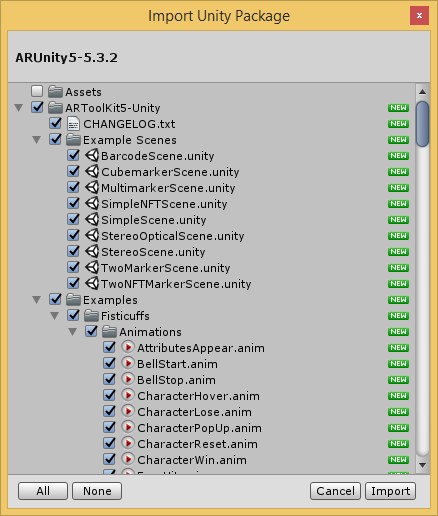 Import Unity Package
x
ARUnity5-5.3.2
Assets
ARToolKit5-Unity NEW
CHANGELOG.txt NEW
Example Scenes NEW
BarcodeScene.unity NEW
CubemarkerScene.unity NEW
MultimarkerScene.unity NEW
SimpleNFTScene.unity NEW
SimpleScene.unity NEW
StereoOpticalScene.unity NEW
StereoScene.unity NEW
TwoMarkerScene.unity NEW
TwoNFTMarkerScene.unity NEW
Examples NEW
Fisticuffs NEW
Animations NEW
AttributesAppear.anim NEW
BellStart.anim NEW
BellStop.anim NEW
CharacterHover.anim NEW
CharacterLose.anim NEW
CharacterPopUp.anim NEW
CharacterReset.anim NEW
CharacterWin.anim NEW
All None Cancel Import